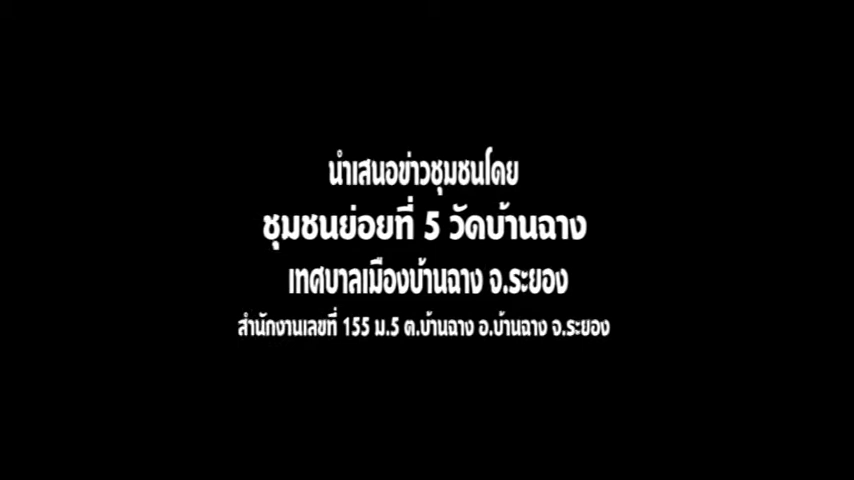 นำเสนอข่าวชุมชนโดย
ชุมชนย่อยที่ 5 วัดบ้านฉาง
เทศบาลเมืองบ้านฉาง จ.ระยอง
สำนักงานเลขที่ 155 ม.5 ต.บ้านฉาง อ.บ้านฉาง จ.ระยอง